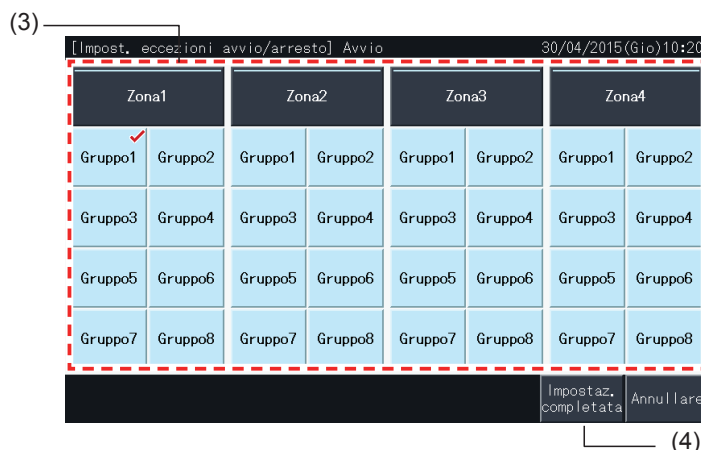 (3)
[Impost. eccezioni avvio/arresto] Avvio 30/04/2015(Gio)10:20
Zona1 Zona2 Zona3 Zona4
Gruppo1 Gruppo2 Gruppo1 Gruppo2 Gruppo1 Gruppo2 Gruppo1 Gruppo2
Gruppo3 Gruppo4 Gruppo3 Gruppo4 Gruppo3 Gruppo4 Gruppo3 Gruppo4
Gruppo5 Gruppo6 Gruppo5 Gruppo6 Gruppo5 Gruppo6 Gruppo5 Gruppo6
Gruppo7 Gruppo8 Gruppo7 Gruppo8 Gruppo7 Gruppo8 Gruppo7 Gruppo8
Impostaz.
completata
Annullare
(4)